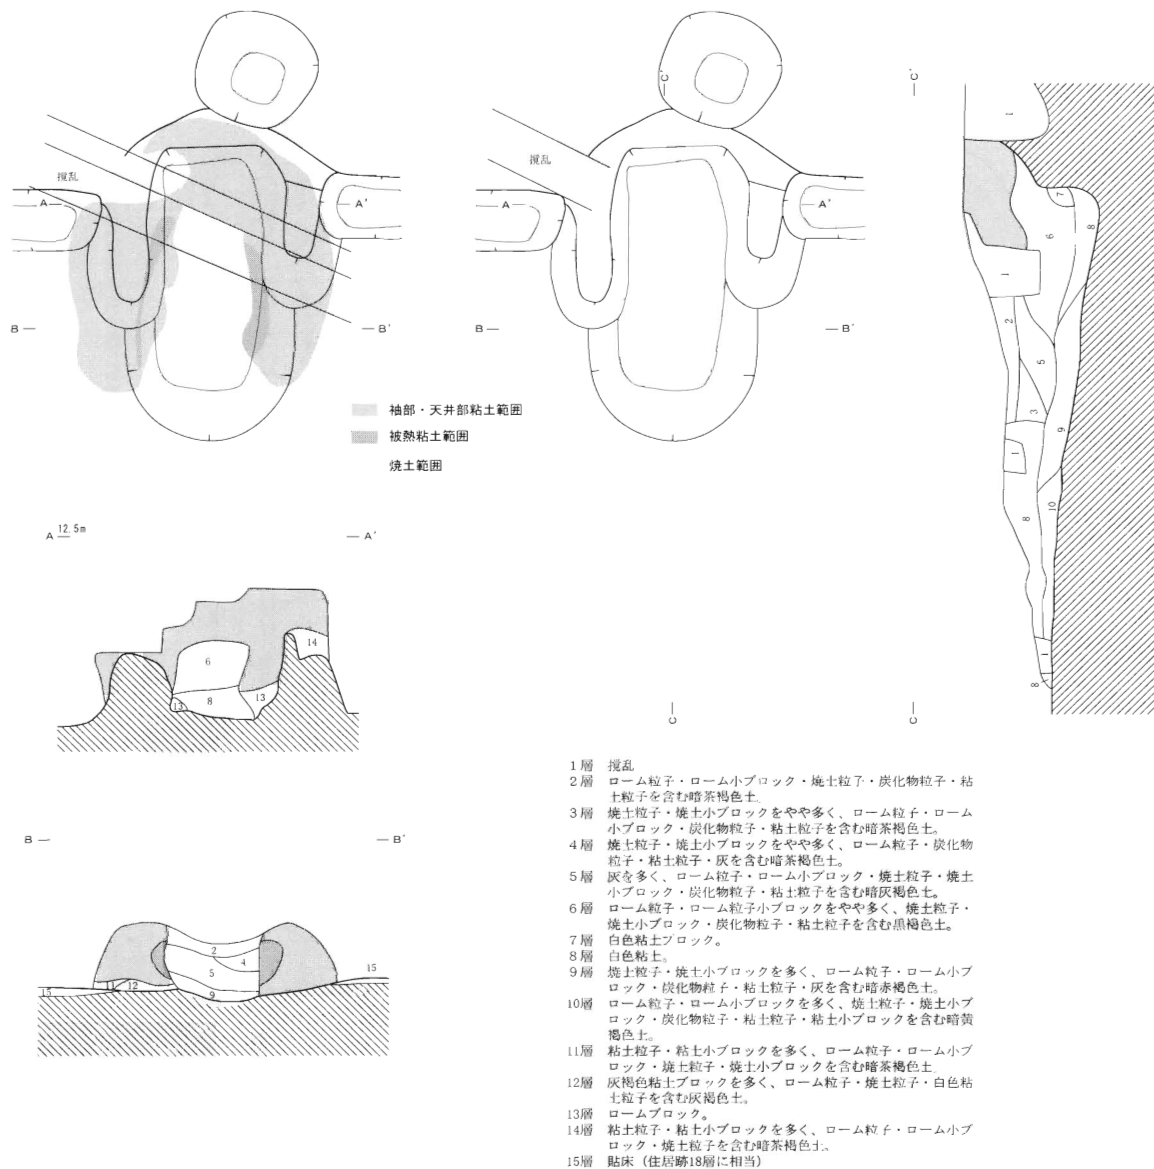 C'
C'
1
攪乱
攪乱
7
6
8
A
A'
A
A'
1
2
5
B
B'
B
B'
3
9
1
10
8
1
8
袖部・天井部粘土範囲
被熱粘土範囲
焼土範囲
A
12.5m
A'
6
14
8
13
13
C
C
B
B'
2
4
5
15
11
12
15
9
1層 攪乱
2層 ローム粒子・ローム小ブロック・焼土粒子・炭化物粒子・粘
土粒子を含む暗茶褐色土。
3層 焼土粒子・焼土小ブロックをやや多く、ローム粒子・ローム
小ブロック・炭化物粒子・粘土粒子を含む暗茶褐色土。
4層 焼土粒子・焼土小ブロックをやや多く、ローム粒子・炭化物
粒子・粘土粒子・灰を含む暗茶褐色土。
5層 灰を多く、ローム粒子・ローム小ブロック・焼土粒子・焼土
小ブロック・炭化物粒子・粘土粒子を含む暗灰褐色土。
6層 ローム粒子・ローム粒子小ブロックをやや多く、焼土粒子・
焼土小ブロック・炭化物粒子・粘土粒子を含む黒褐色土。
7層 白色粘土ブロック。
8層 白色粘土。
9層 焼土粒子・焼土小ブロックを多く、ローム粒子・ローム小ブ
ロック・炭化物粒子・粘土粒子・灰を含む暗赤褐色土。
10層 ローム粒子・ローム小ブロックを多く、焼土粒子・焼土小ブ
ロック・炭化物粒子・粘土粒子・粘土小ブロックを含む暗黄
褐色土。
11層 粘土粒子・粘土小ブロックを多く、ローム粒子・ローム小ブ
ロック・焼土粒子・焼土小ブロックを含む暗茶褐色土
12層 灰褐色粘土ブロックを多く、ローム粒子・焼土粒子・白色粘
土粒子を含む灰褐色土。
13層 ロームブロック。
14層 粘土粒子・粘土小ブロックを多く、ローム粒子・ローム小ブ
ロック・焼土粒子を含む暗茶褐色土。
15層 貼床（住居跡18層に相当）